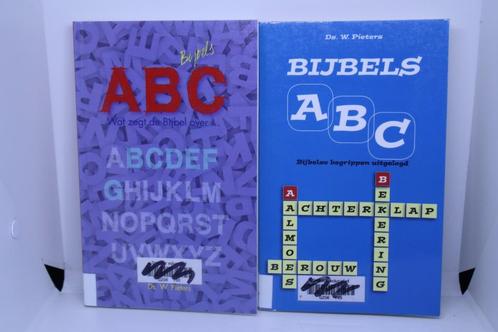 Bijbels
ABC
Wat zegt de Bijbel over
ABCDEF
GHIJKLM
NOPQRST
UVWXYZ
Ds. W. Pieters
Ds. W. Pieters
BIJBELS
ABC
Bijbelse begrippen uitgelegd
AALMOES
BEKERING
ACHTERKLAP
BEROUW